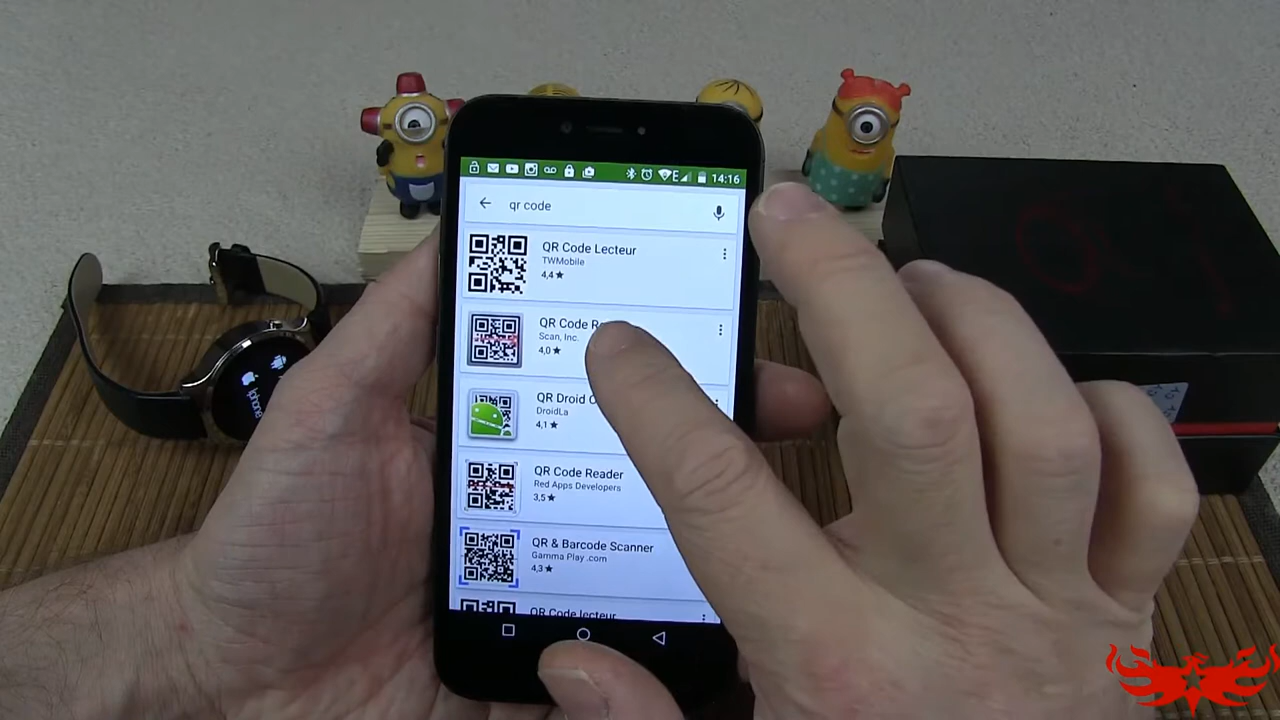 14:16
qr code
QR Code Lecteur
TWMobile
4,4★
QR Code
Scan, Inc.
4,0★
QR Droid
DroidLa
4,1★
QR Code Reader
Red Apps Developers
3,5★
QR & Barcode Scanner
Gamma Play .com
4,3★
QR Code lecteur
iphone